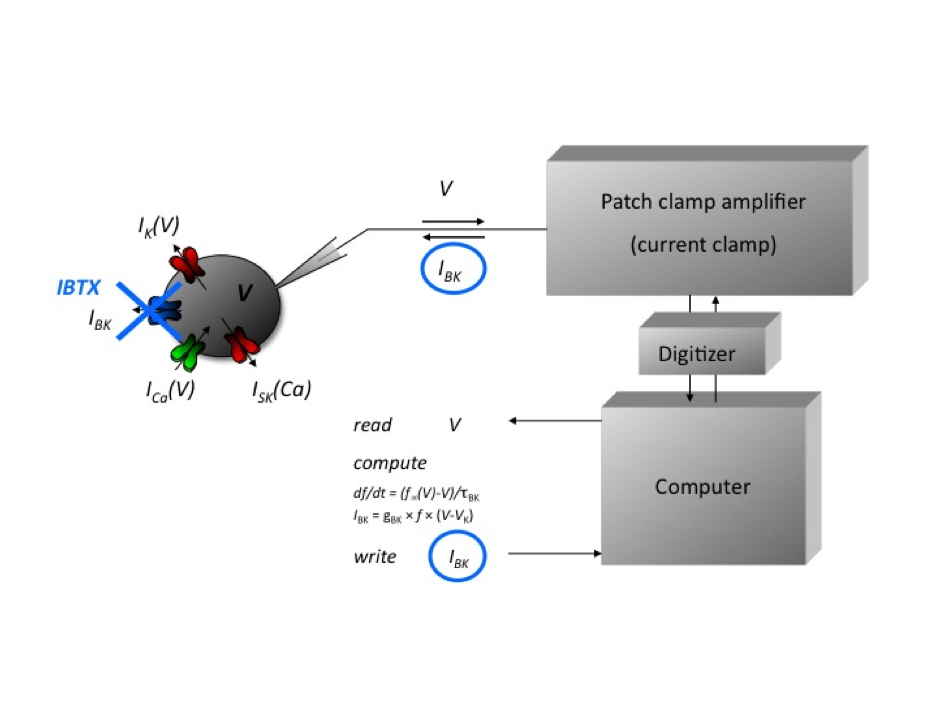 V
Patch clamp amplifier
(current clamp)
I_K(V)
IBTX
V
I_BK
I_BK
I_Ca(V)
I_SK(Ca)
Digitizer
read V
compute
df/dt = (f∞(V)-V)/τ_BK
I_BK = g_BK × f × (V-V_K)
write I_BK
Computer